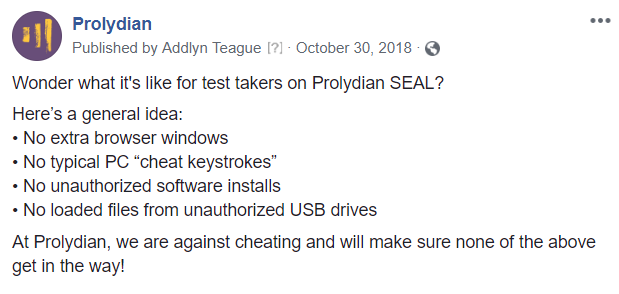 Prolydian
Published by Addlyn Teague [?] · October 30, 2018 ·
Wonder what it's like for test takers on Prolydian SEAL?
Here’s a general idea:
• No extra browser windows
• No typical PC “cheat keystrokes”
• No unauthorized software installs
• No loaded files from unauthorized USB drives
At Prolydian, we are against cheating and will make sure none of the above
get in the way!